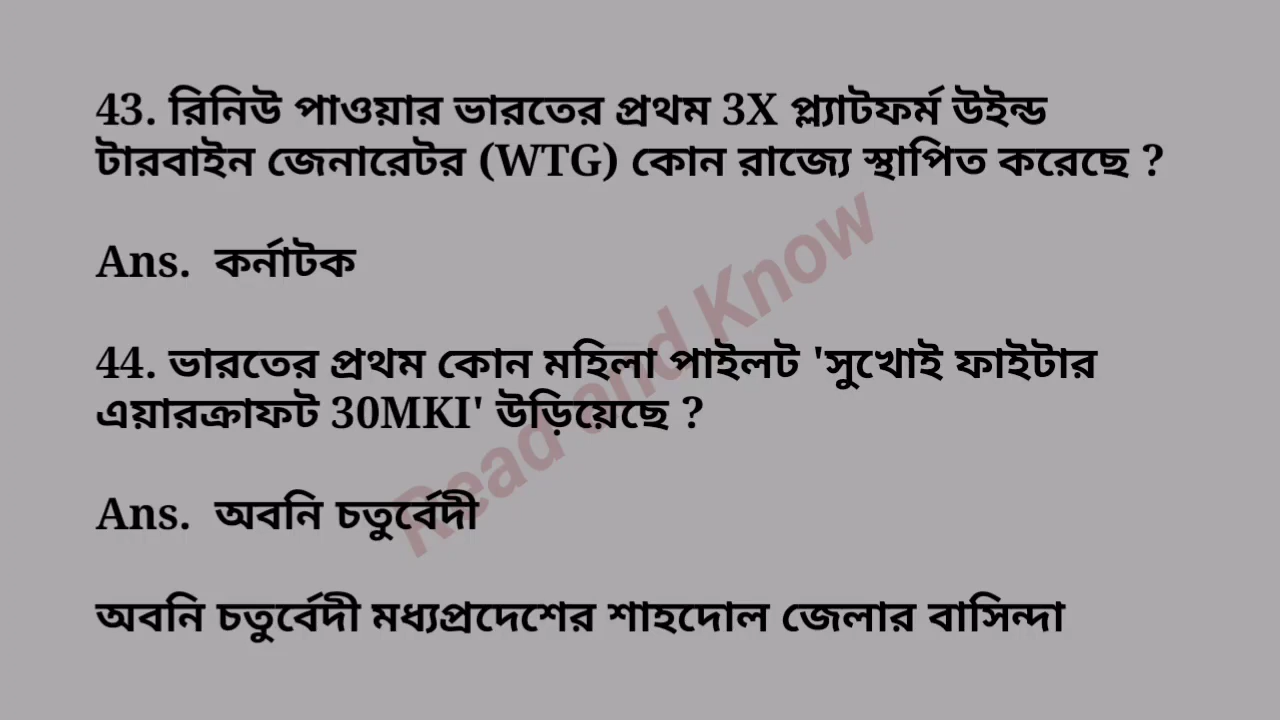 43. রিনিউ পাওয়ার ভারতের প্রথম 3X প্ল্যাটফর্ম উইন্ড
টারবাইন জেনারেটর (WTG) কোন রাজ্যে স্থাপিত করেছে ?
Ans. কর্নাটক
44. ভারতের প্রথম কোন মহিলা পাইলট 'সুখোই ফাইটার
এয়ারক্রাফট 30MKI' উড়িয়েছে ?
Ans. অবনি চতুর্বেদী
অবনি চতুর্বেদী মধ্যপ্রদেশের শাহদোল জেলার বাসিন্দা
Read and Know